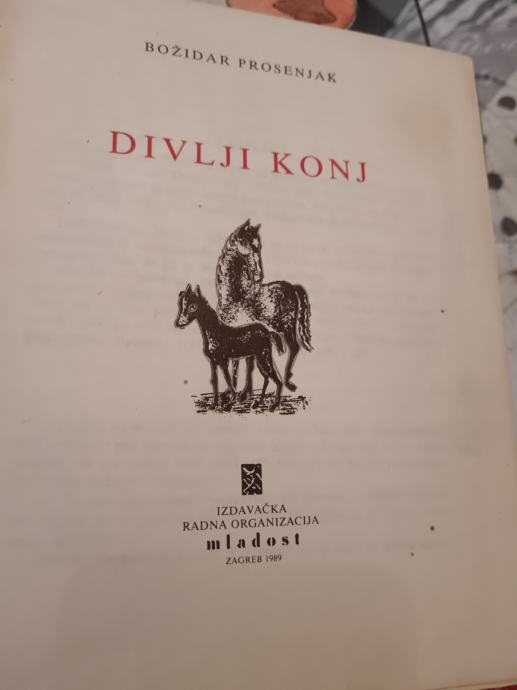 BOŽIDAR PROSENJAK
DIVLJI KONJ
IZDAVAČKA
RADNA ORGANIZACIJA
mladost
ZAGREB 1989